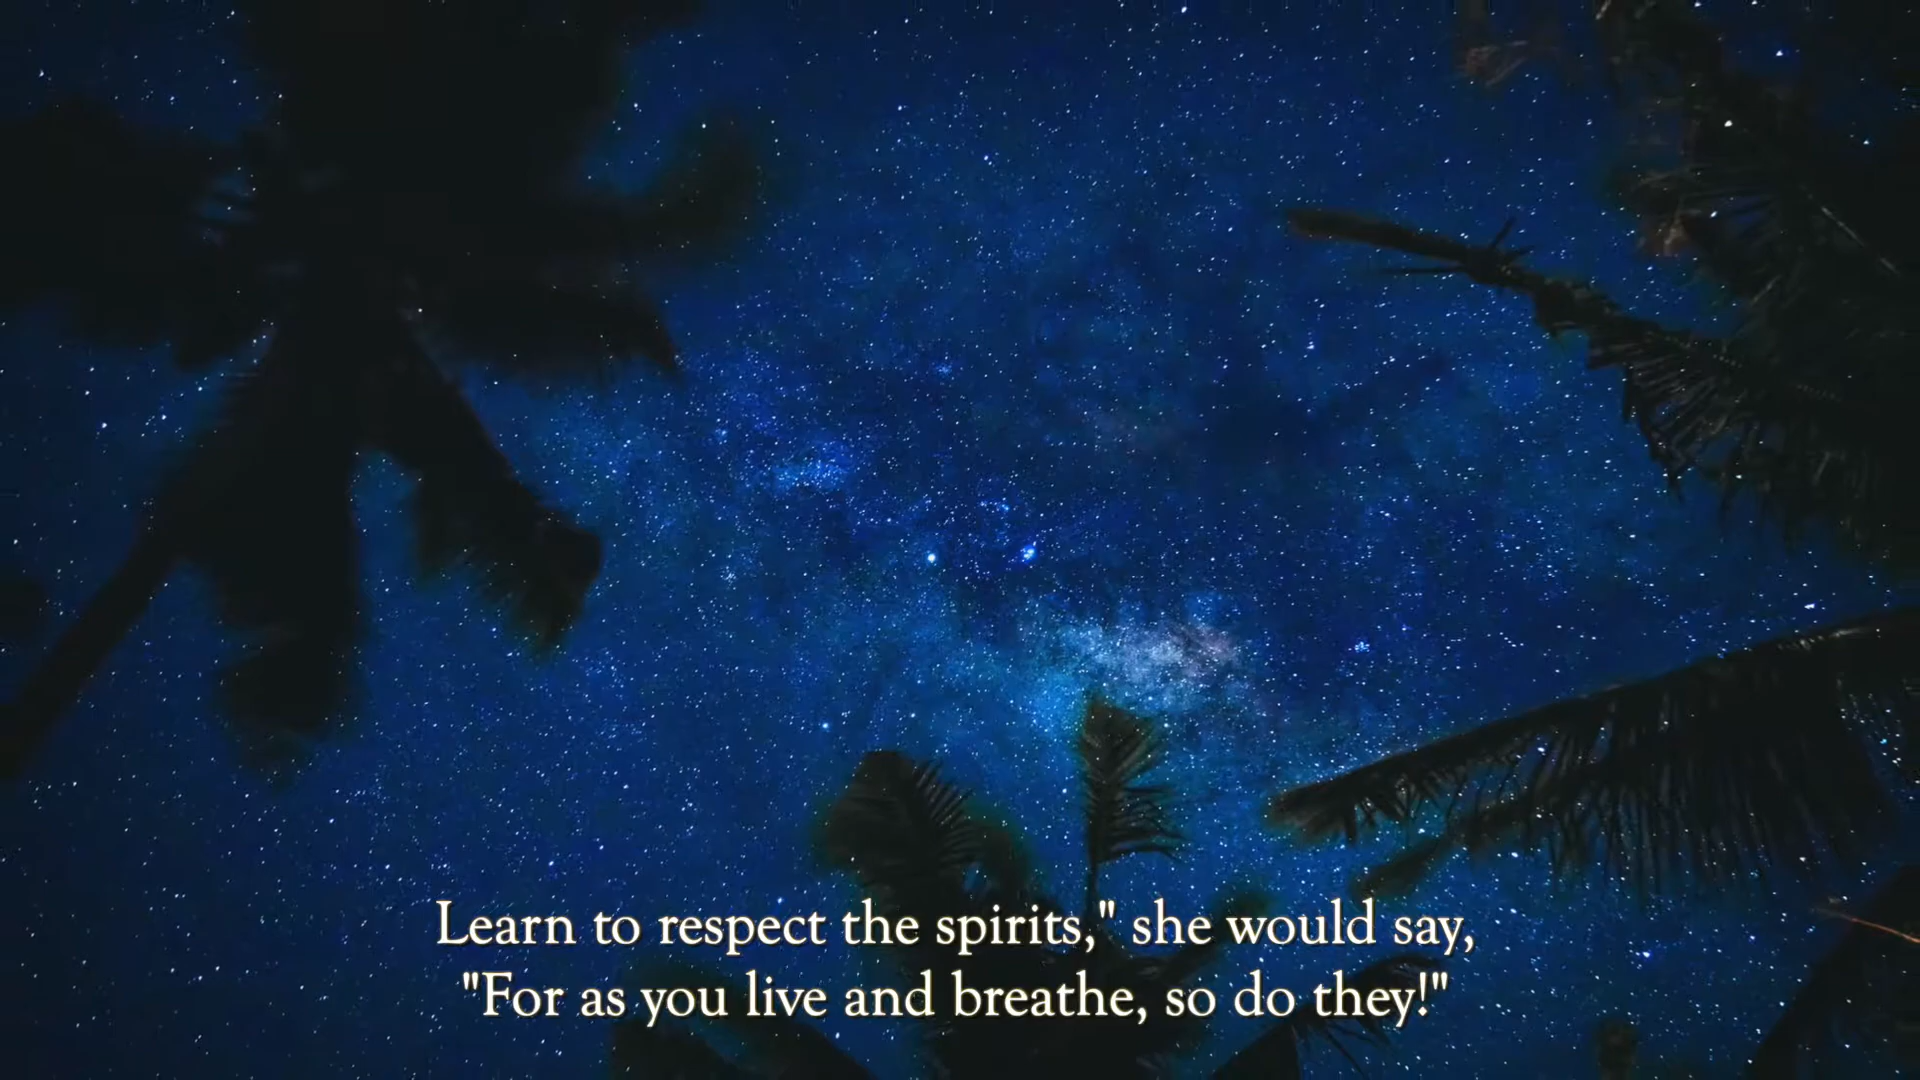 Learn to respect the spirits," she would say,
"For as you live and breathe, so do they!"